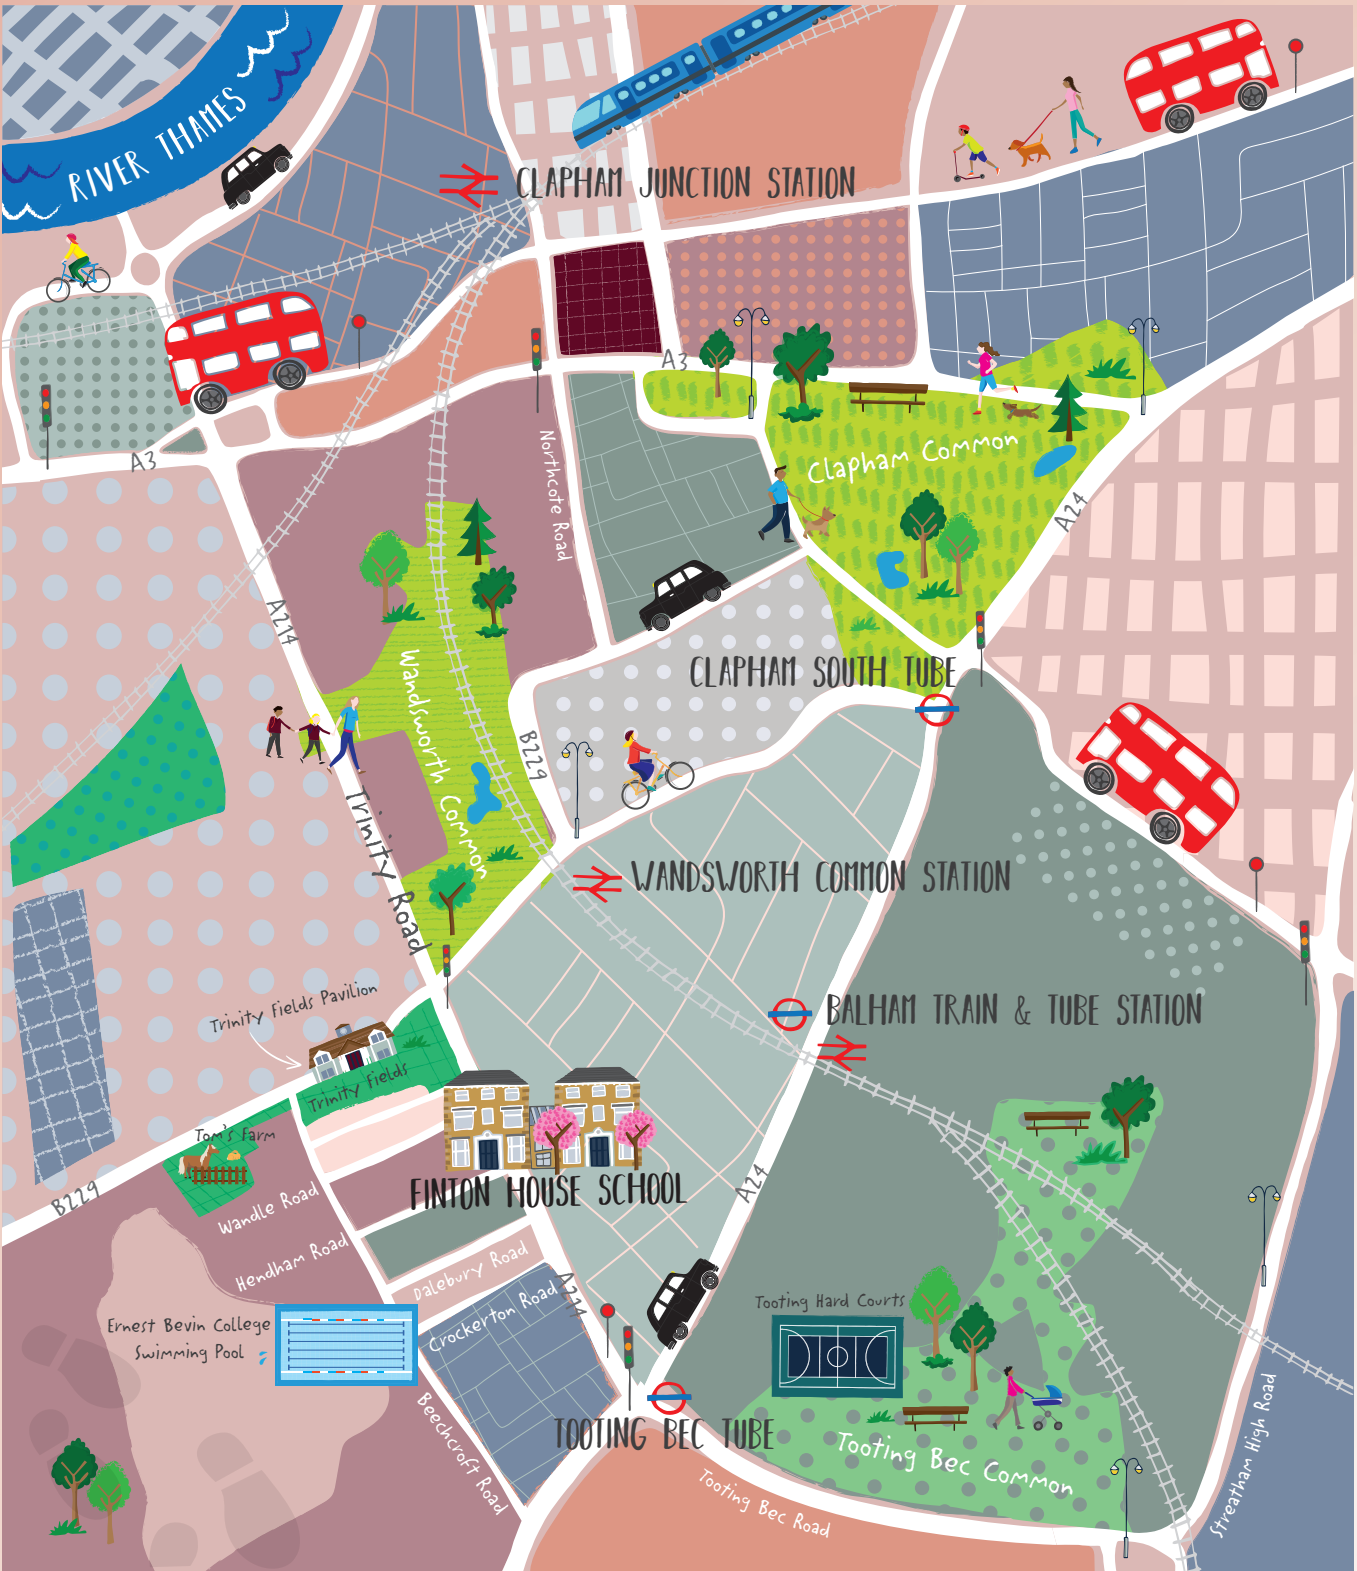 RIVER THAMES
CLAPHAM JUNCTION STATION
A3
A3
Northcote Road
Clapham Common
A24
A214
Wandsworth Common
CLAPHAM SOUTH TUBE
B229
Trinity Road
WANDSWORTH COMMON STATION
Trinity Fields Pavilion
BALHAM TRAIN & TUBE STATION
Trinity Fields
Tom's Farm
B229
Wandle Road
FINTON HOUSE SCHOOL
A24
Hendham Road
Dalebury Road
A214
Crockerton Road
Ernest Bevin College
Swimming Pool
Tooting Hard Courts
Beechcroft Road
TOOTING BEC TUBE
Tooting Bec Common
Tooting Bec Road
Streatham High Road